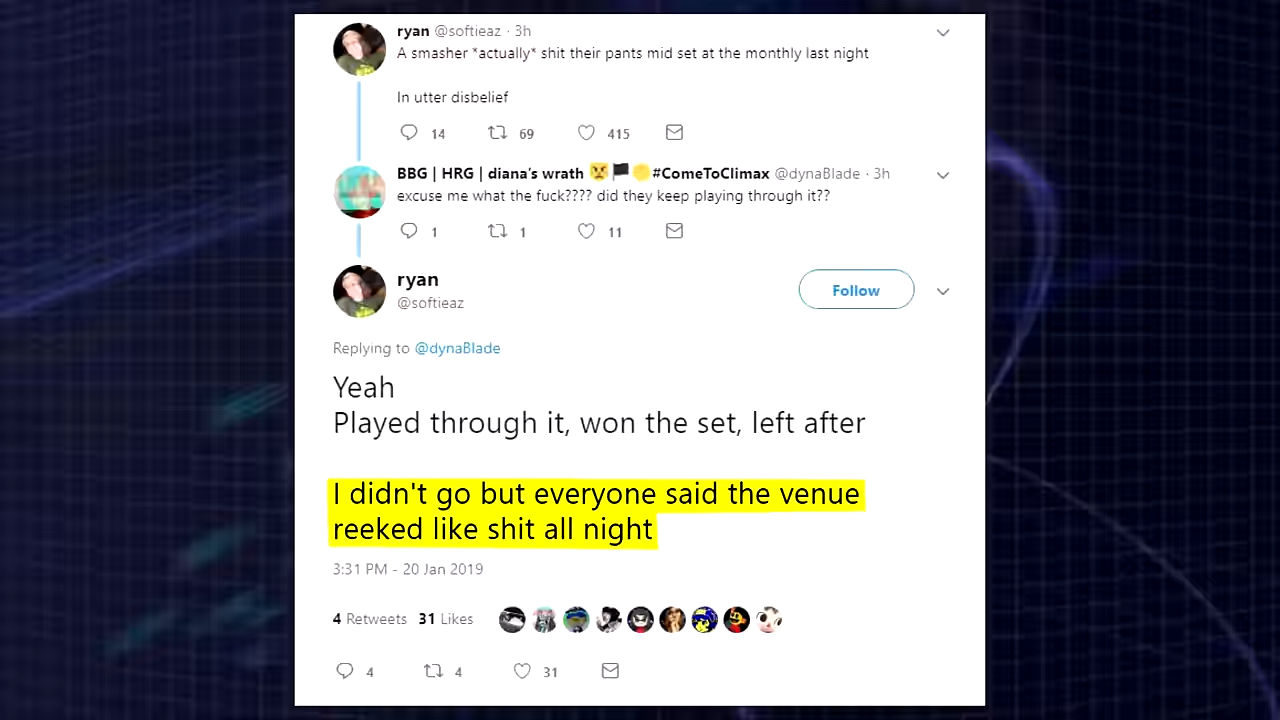 ryan @softieaz · 3h
A smasher *actually* shit their pants mid set at the monthly last night
In utter disbelief
14 69 415
BBG | HRG | diana's wrath 😾🏴✊#ComeToClimax @dynaBlade · 3h
excuse me what the fuck???? did they keep playing through it??
1 1 11
ryan
@softieaz
Follow
Replying to @dynaBlade
Yeah
Played through it, won the set, left after
I didn't go but everyone said the venue
reeked like shit all night
3:31 PM - 20 Jan 2019
4 Retweets 31 Likes
4 4 31